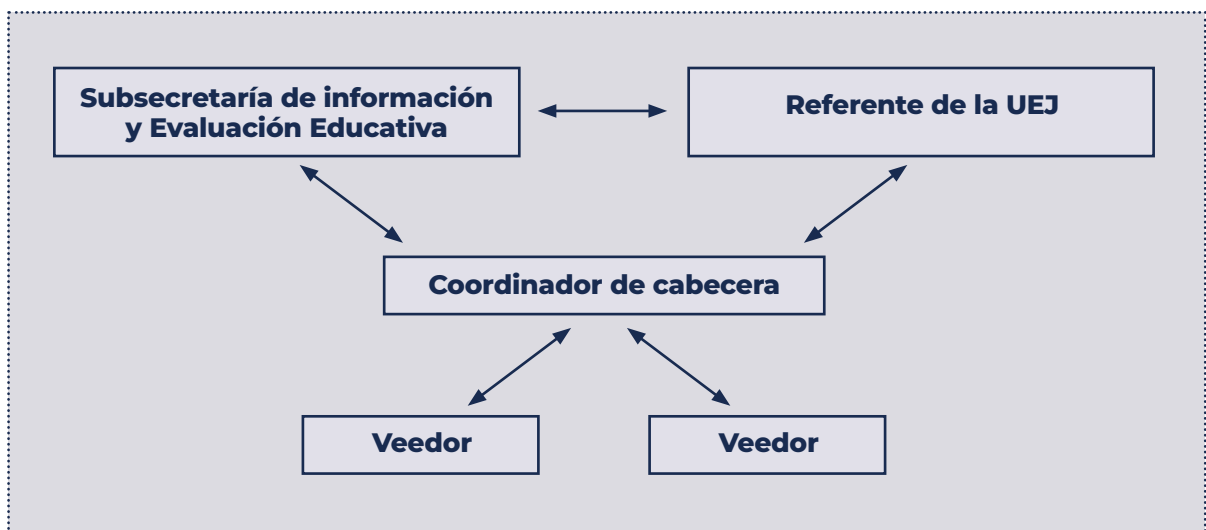 Subsecretaría de información
y Evaluación Educativa
Referente de la UEJ
Coordinador de cabecera
Veedor
Veedor